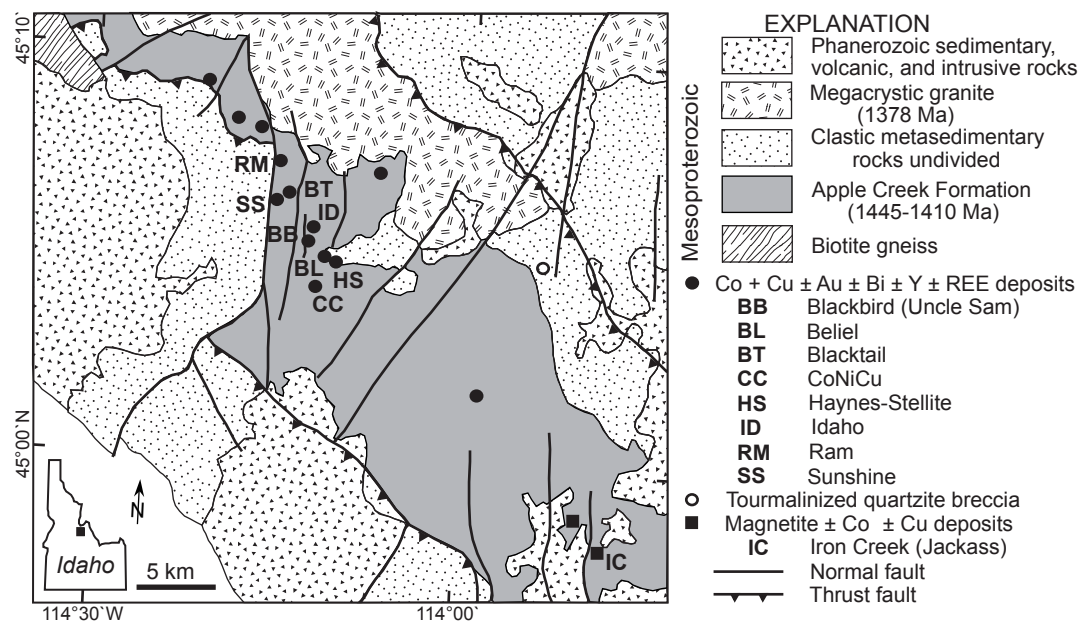 45°10`
45°00`N
114°30`W
114°00`
RM
BT
SS
ID
BB
BL
HS
CC
IC
N
Idaho
5 km
EXPLANATION
Phanerozoic sedimentary,
volcanic, and intrusive rocks
Megacrystic granite
(1378 Ma)
Clastic metasedimentary
rocks undivided
Apple Creek Formation
(1445-1410 Ma)
Biotite gneiss
Mesoproterozoic
Co + Cu ± Au ± Bi ± Y ± REE deposits
BB Blackbird (Uncle Sam)
BL Beliel
BT Blacktail
CC CoNiCu
HS Haynes-Stellite
ID Idaho
RM Ram
SS Sunshine
Tourmalinized quartzite breccia
Magnetite ± Co ± Cu deposits
IC Iron Creek (Jackass)
Normal fault
Thrust fault